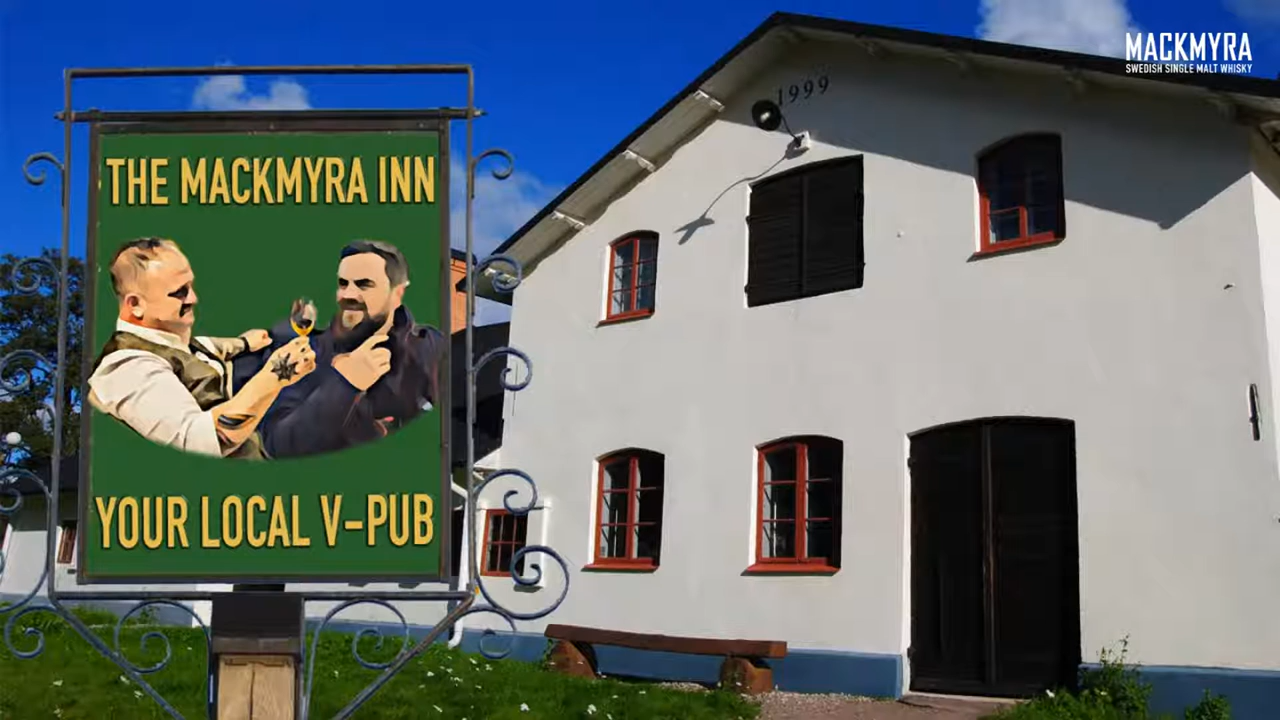 THE MACKMYRA INN
YOUR LOCAL V-PUB
1999
MACKMYRA
SWEDISH SINGLE MALT WHISKY